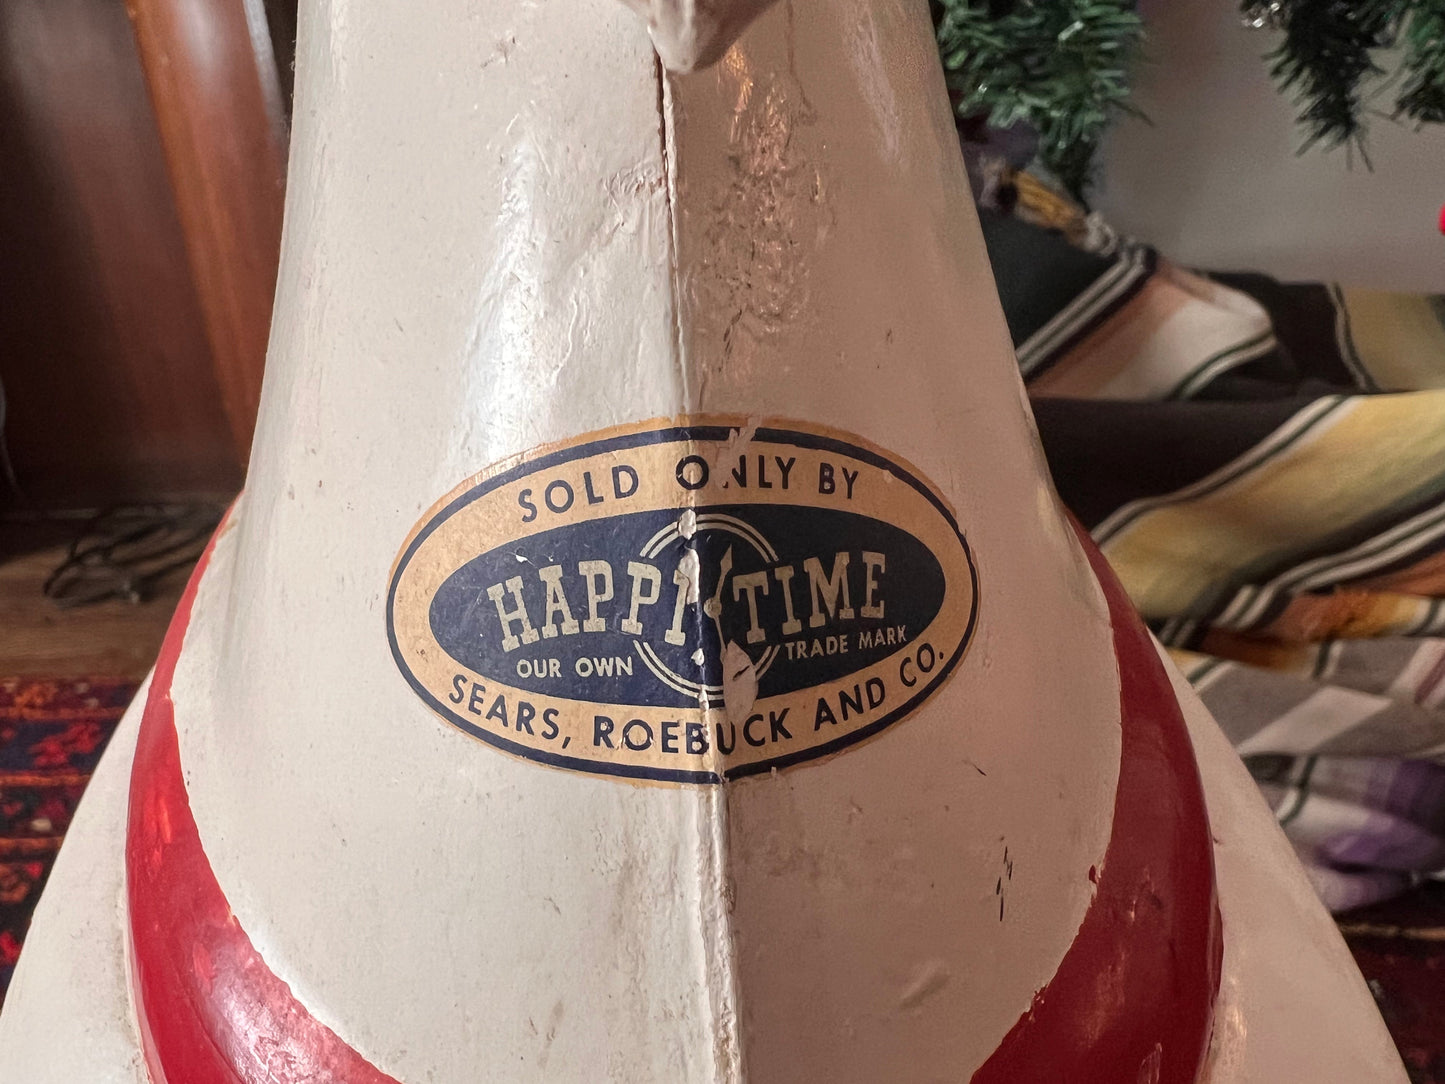 SOLD ONLY BY
HAPPI TIME
OUR OWN TRADE MARK
SEARS, ROEBUCK AND CO.